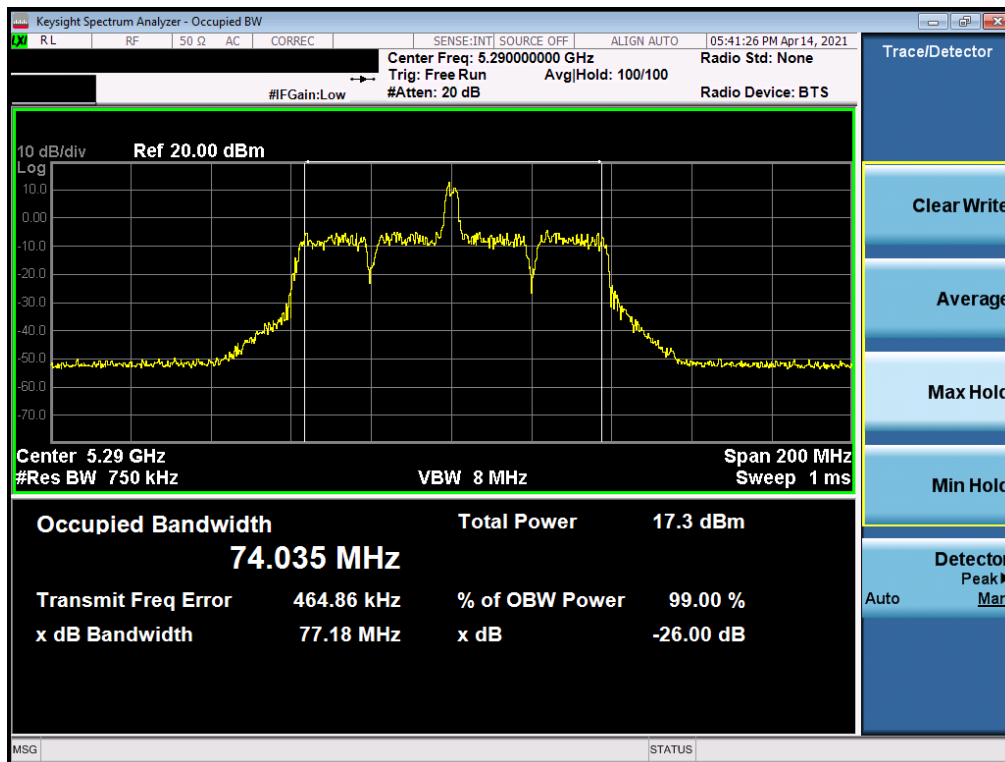 Keysight Spectrum Analyzer - Occupied BW
LXI RL RF 50 Ω AC CORREC SENSE:INT SOURCE OFF ALIGN AUTO 05:41:26 PM Apr 14, 2021
Center Freq: 5.290000000 GHz Radio Std: None
Trig: Free Run Avg|Hold: 100/100
#IFGain:Low #Atten: 20 dB Radio Device: BTS
10 dB/div Ref 20.00 dBm
Log
10.0
0.00
-10.0
-20.0
-30.0
-40.0
-50.0
-60.0
-70.0
Center 5.29 GHz Span 200 MHz
#Res BW 750 kHz VBW 8 MHz Sweep 1 ms
Occupied Bandwidth Total Power 17.3 dBm
74.035 MHz
Transmit Freq Error 464.86 kHz % of OBW Power 99.00 %
x dB Bandwidth 77.18 MHz x dB -26.00 dB
MSG STATUS
Trace/Detector
Clear Write
Average
Max Hold
Min Hold
Detector
Peak
Auto Man